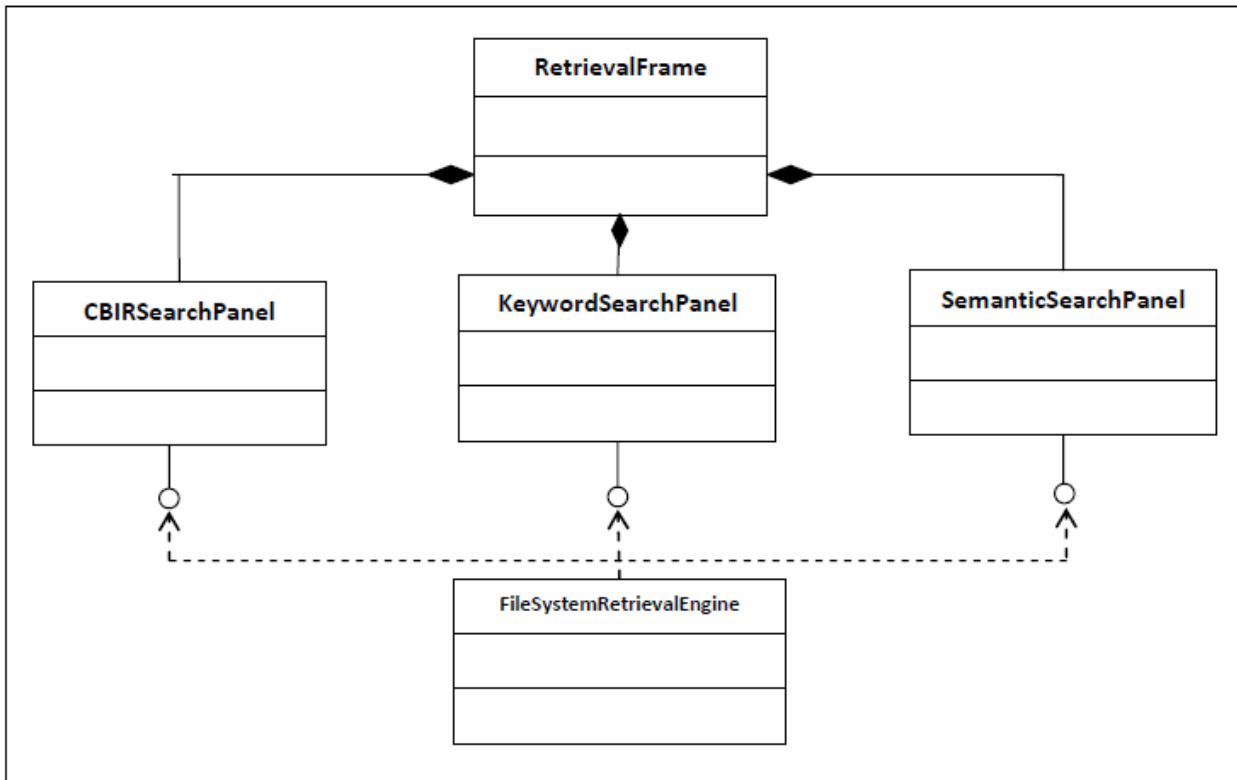 RetrievalFrame
CBIRSearchPanel
KeywordSearchPanel
SemanticSearchPanel
FileSystemRetrievalEngine